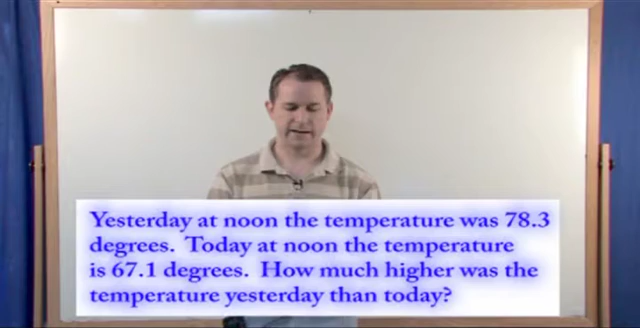 Yesterday at noon the temperature was 78.3
degrees.  Today at noon the temperature
is 67.1 degrees.  How much higher was the
temperature yesterday than today?